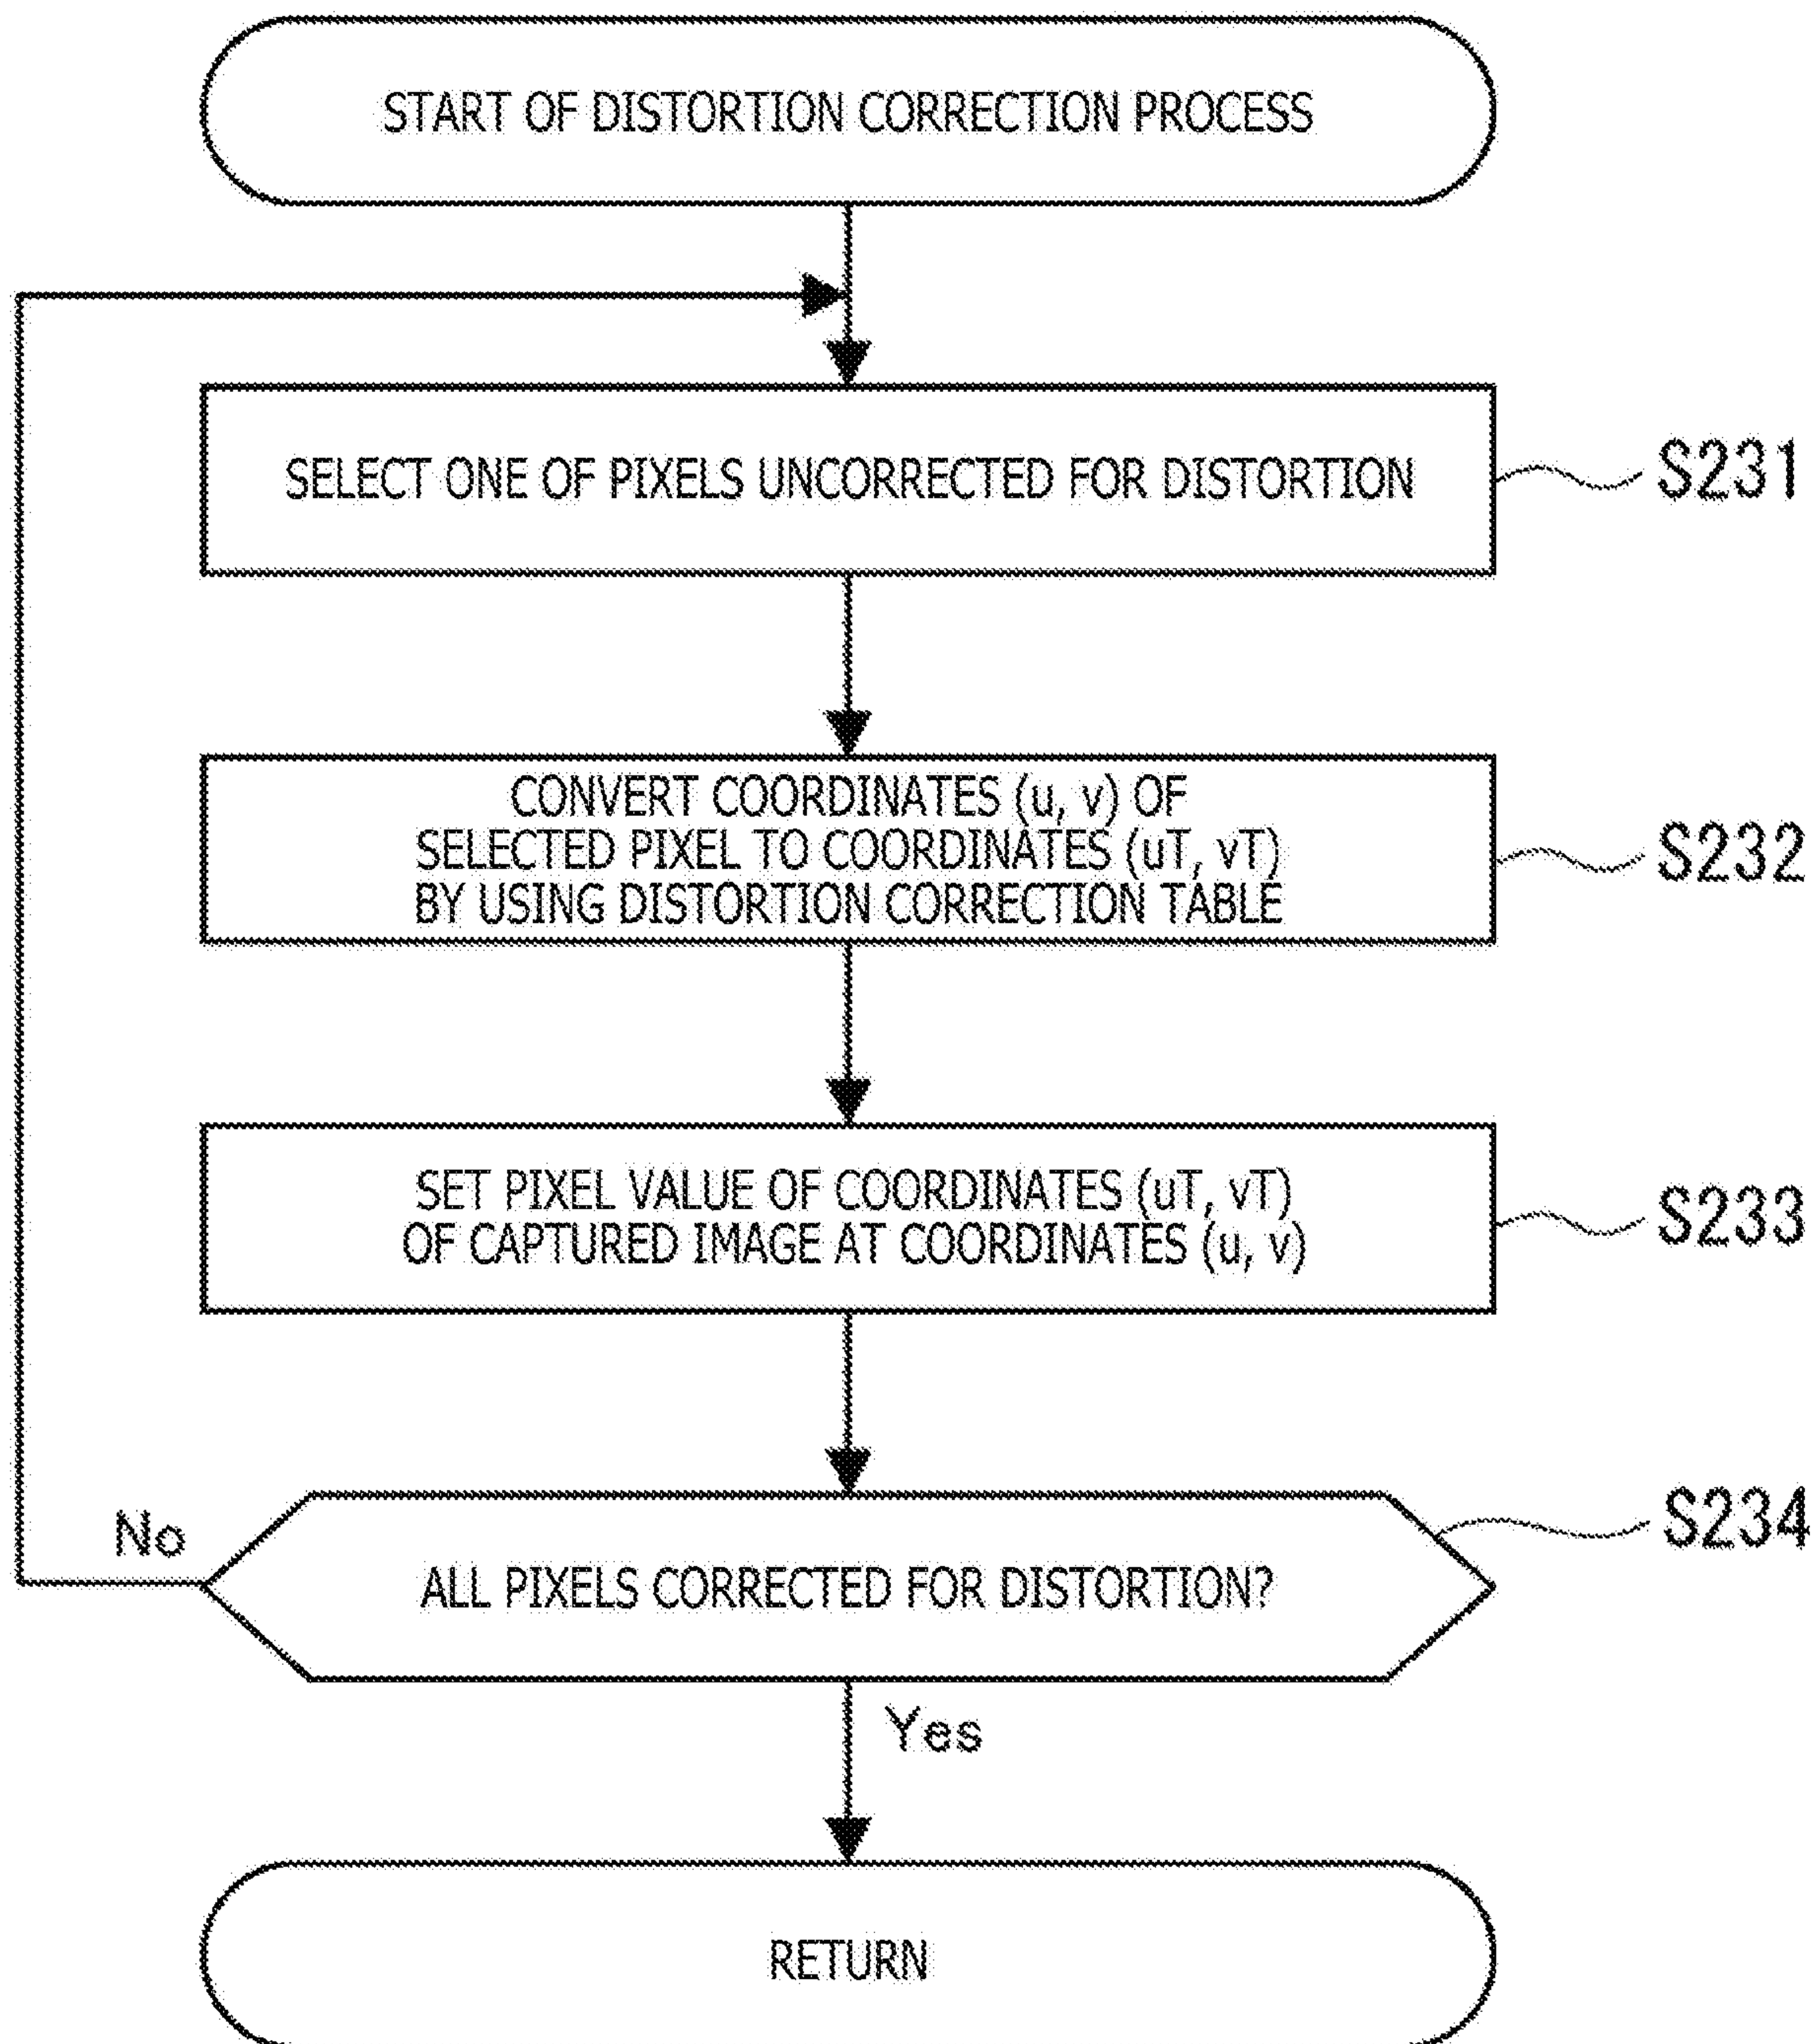 START OF DISTORTION CORRECTION PROCESS
SELECT ONE OF PIXELS UNCORRECTED FOR DISTORTION
S231
CONVERT COORDINATES (u, v) OF
SELECTED PIXEL TO COORDINATES (uT, vT)
BY USING DISTORTION CORRECTION TABLE
S232
SET PIXEL VALUE OF COORDINATES (uT, vT)
OF CAPTURED IMAGE AT COORDINATES (u, v)
S233
No
ALL PIXELS CORRECTED FOR DISTORTION?
S234
Yes
RETURN